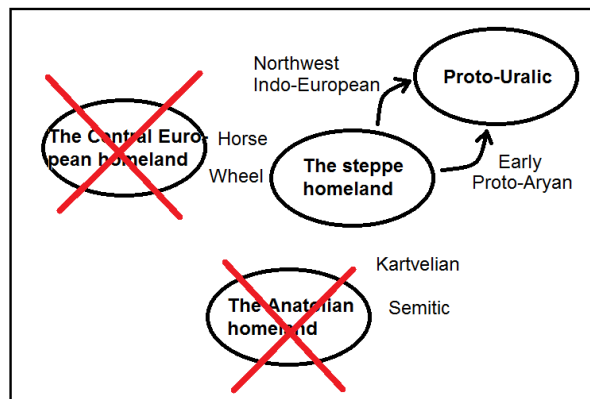 Northwest
Indo-European
Proto-Uralic
The Central Euro-
pean homeland
Horse
Wheel
The steppe
homeland
Early
Proto-Aryan
Kartvelian
Semitic
The Anatolian
homeland